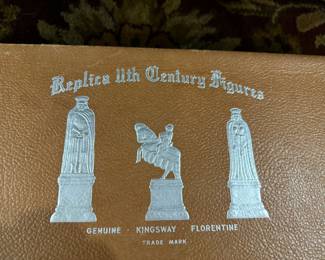 Replica 11th Century Figures
GENUINE · KINGSWAY FLORENTINE
TRADE MARK